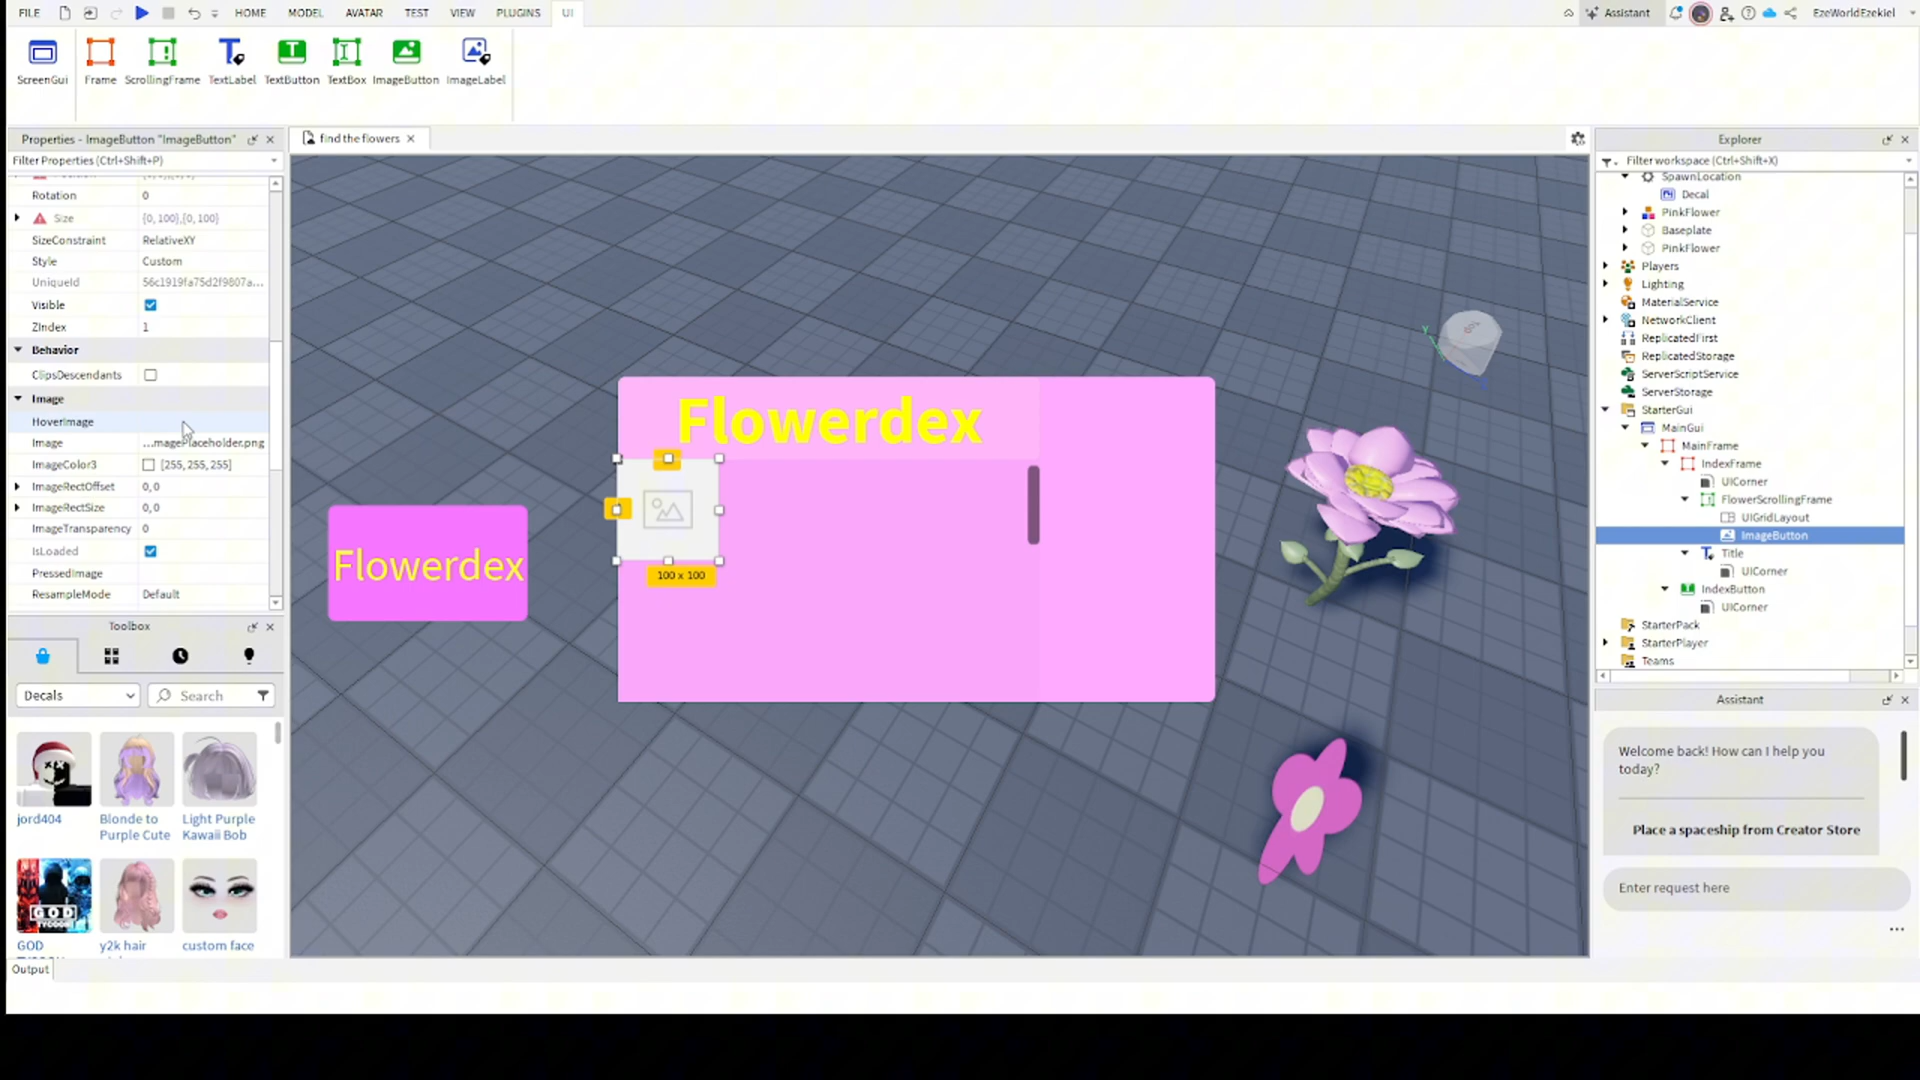 FILE HOME MODEL AVATAR TEST VIEW PLUGINS UI Assistant EzeWorldEzekiel
ScreenGui Frame ScrollingFrame TextLabel TextButton TextBox ImageButton ImageLabel
Properties - ImageButton "ImageButton"
Filter Properties (Ctrl+Shift+P)
Rotation 0
Size {0, 100},{0, 100}
SizeConstraint RelativeXY
Style Custom
UniqueId 56c1919fa75d2f9807a...
Visible
ZIndex 1
Behavior
ClipsDescendants
Image
HoverImage
Image ...magePlaceholder.png
ImageColor3 [255, 255, 255]
ImageRectOffset 0, 0
ImageRectSize 0, 0
ImageTransparency 0
IsLoaded
PressedImage
ResampleMode Default
Toolbox
Decals Search
jord404
Blonde to
Purple Cute
Light Purple
Kawaii Bob
GOD
TYCOON
GOD
y2k hair
custom face
Output
find the flowers
Flowerdex
100 x 100
Flowerdex
Explorer
Filter workspace (Ctrl+Shift+X)
SpawnLocation
Decal
PinkFlower
Baseplate
PinkFlower
Players
Lighting
MaterialService
NetworkClient
ReplicatedFirst
ReplicatedStorage
ServerScriptService
ServerStorage
StarterGui
MainGui
MainFrame
IndexFrame
UICorner
FlowerScrollingFrame
UIGridLayout
ImageButton
Title
UICorner
IndexButton
UICorner
StarterPack
StarterPlayer
Teams
Assistant
Welcome back! How can I help you
today?
Place a spaceship from Creator Store
Enter request here
...